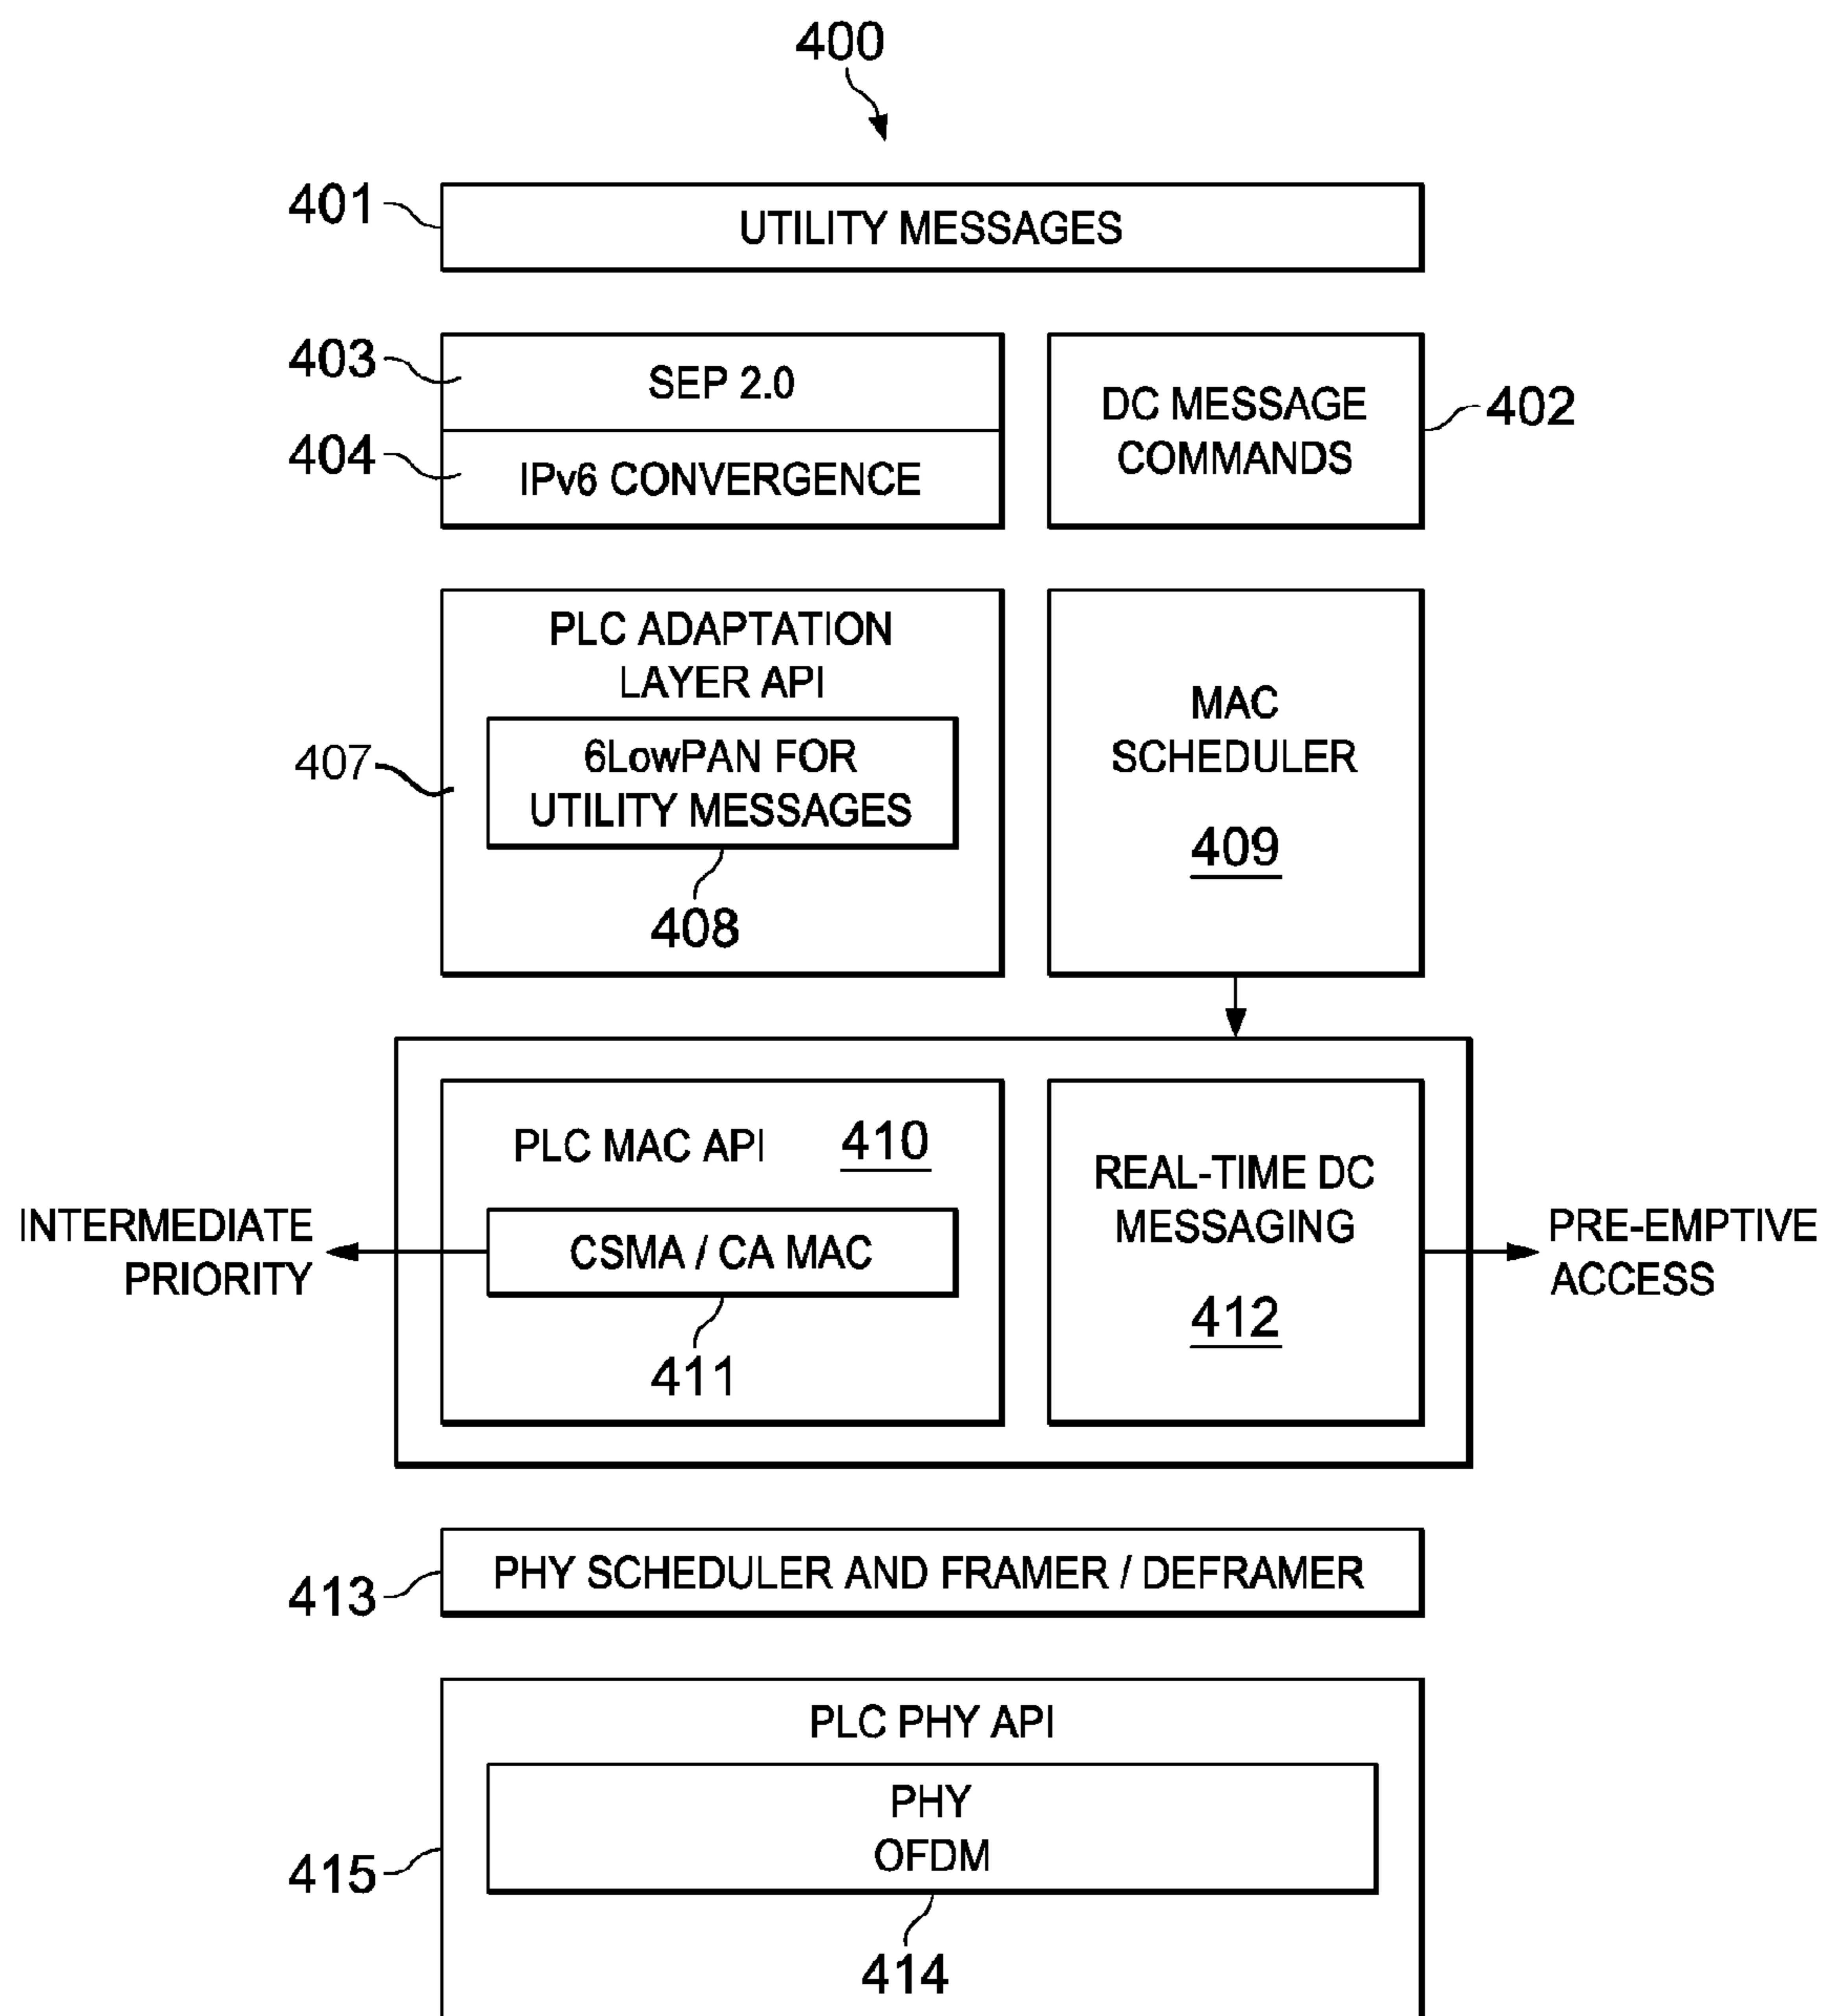 400
401
UTILITY MESSAGES
403
SEP 2.0
404
IPv6 CONVERGENCE
DC MESSAGE
COMMANDS
402
PLC ADAPTATION
LAYER API
407
6LowPAN FOR
UTILITY MESSAGES
408
MAC
SCHEDULER
409
PLC MAC API 410
CSMA / CA MAC
411
INTERMEDIATE
PRIORITY
REAL-TIME DC
MESSAGING
412
PRE-EMPTIVE
ACCESS
413
PHY SCHEDULER AND FRAMER / DEFRAMER
PLC PHY API
PHY
OFDM
415
414